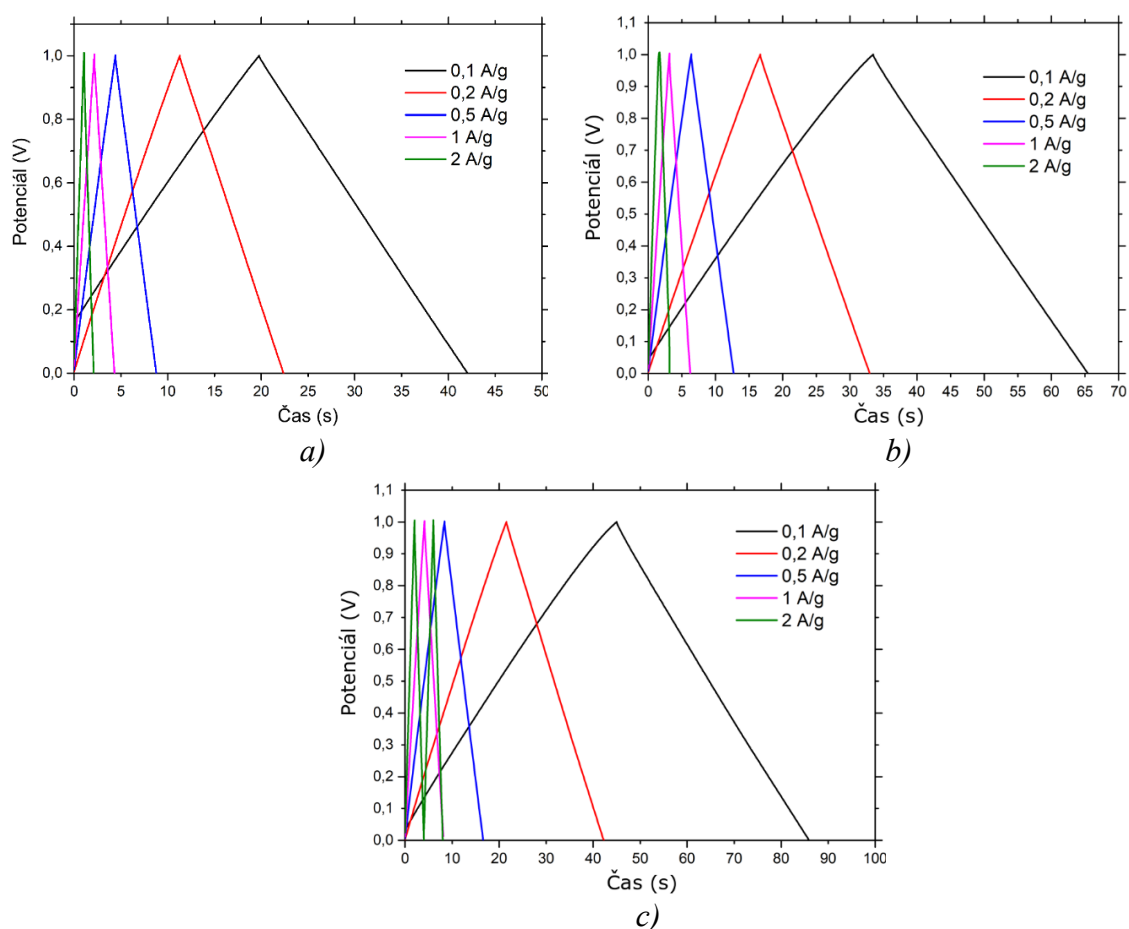 1,0
0,8
0,6
0,4
0,2
0,0
Potenciál (V)
0,1 A/g
0,2 A/g
0,5 A/g
1 A/g
2 A/g
0 5 10 15 20 25 30 35 40 45 50
Čas (s)
a)
1,1
1,0
0,9
0,8
0,7
0,6
0,5
0,4
0,3
0,2
0,1
0,0
Potenciál (V)
0,1 A/g
0,2 A/g
0,5 A/g
1 A/g
2 A/g
0 5 10 15 20 25 30 35 40 45 50 55 60 65 70
Čas (s)
b)
1,1
1,0
0,9
0,8
0,7
0,6
0,5
0,4
0,3
0,2
0,1
0,0
Potenciál (V)
0,1 A/g
0,2 A/g
0,5 A/g
1 A/g
2 A/g
0 10 20 30 40 50 60 70 80 90 100
Čas (s)
c)